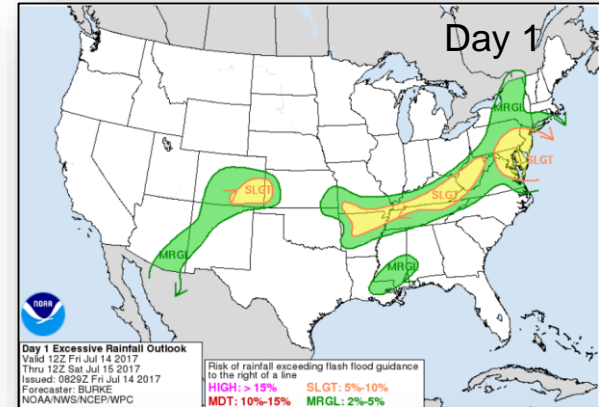 Day 1
MRGL
SLGT
SLGT
SLGT
MRGL
MRGL
NOAA
Day 1 Excessive Rainfall Outlook
Valid 12Z Fri Jul 14 2017
Thru 12Z Sat Jul 15 2017
Issued: 0829Z Fri Jul 14 2017
Forecaster: BURKE
NOAA/NWS/NCEP/WPC
Risk of rainfall exceeding flash flood guidance
to the right of a line
HIGH: > 15% SLGT: 5%-10%
MDT: 10%-15% MRGL: 2%-5%